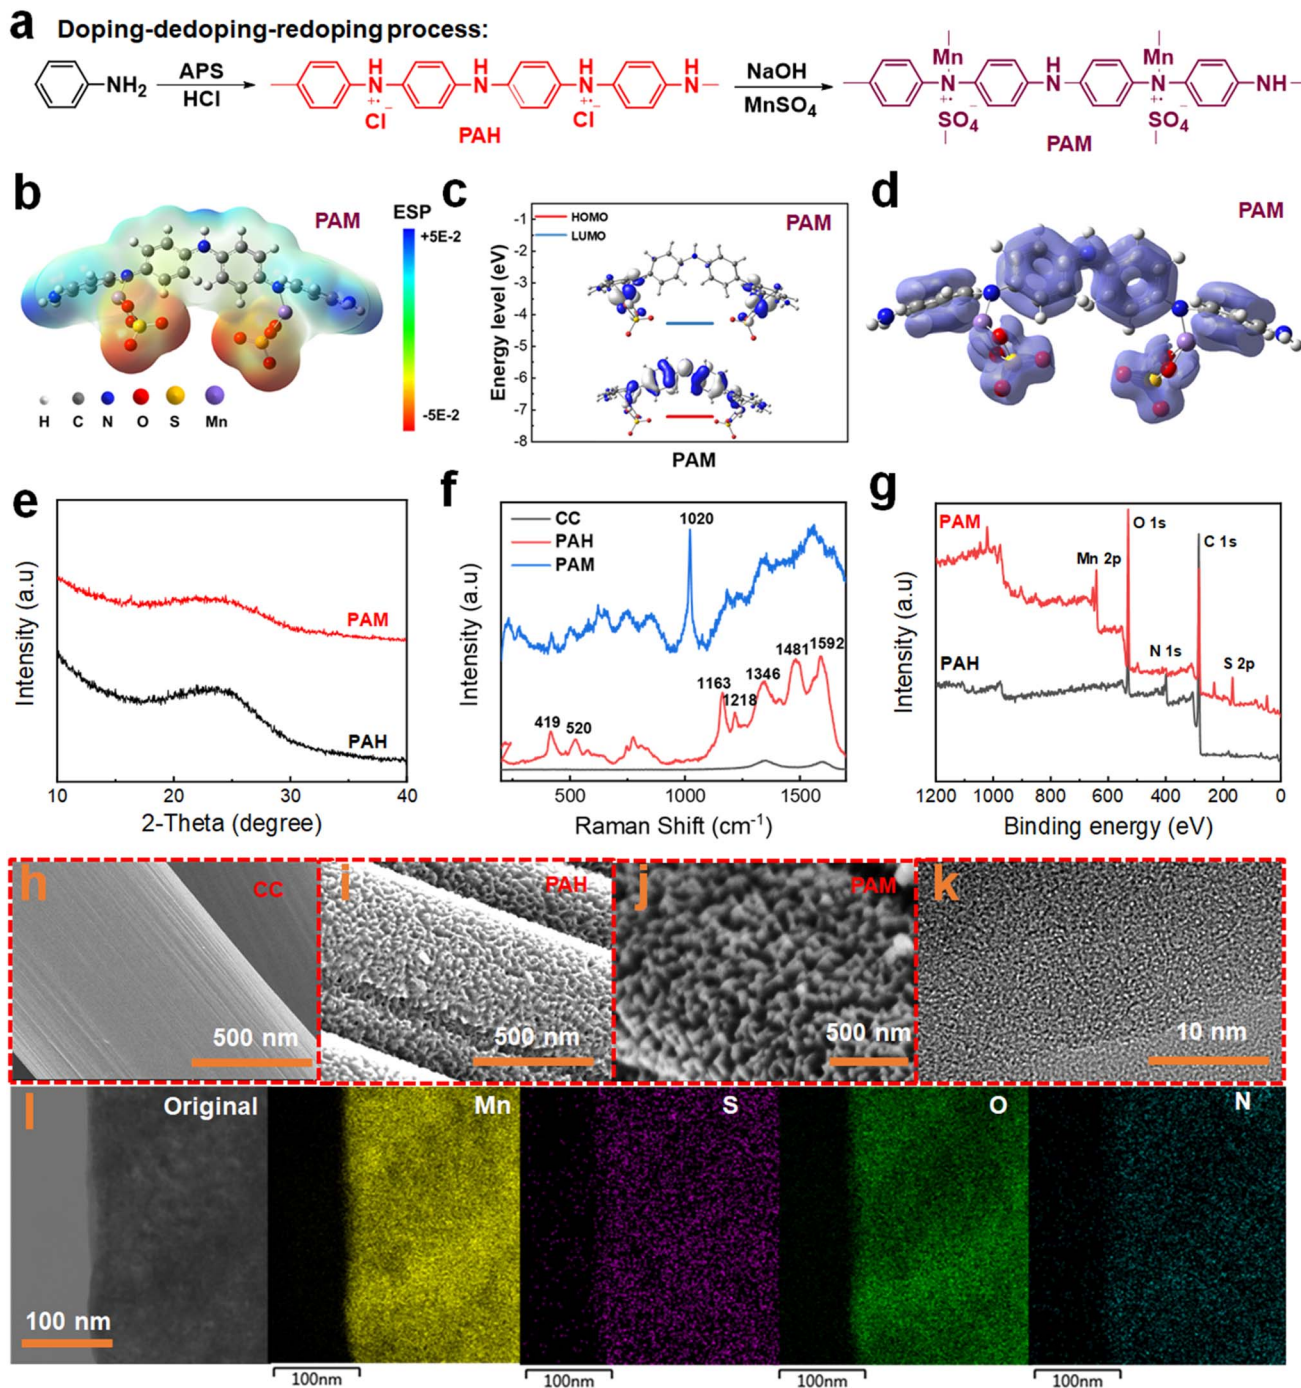 a Doping-dedoping-redoping process:
NH₂
APS
HCl
H H H H
N N N N
+• − +• −
Cl Cl
PAH
NaOH
MnSO₄
Mn H Mn
N N N NH
+• − +• −
SO₄ SO₄
PAM
b
PAM
ESP
+5E-2
-5E-2
H C N O S Mn
c
HOMO
LUMO
PAM
Energy level (eV)
-1
-2
-3
-4
-5
-6
-7
-8
PAM
d
PAM
e
Intensity (a.u)
PAM
PAH
10 20 30 40
2-Theta (degree)
f
Intensity (a.u)
CC
PAH
PAM
1020
419
520
1163
1218
1346
1481
1592
500 1000 1500
Raman Shift (cm⁻¹)
g
Intensity (a.u)
PAM
PAH
Mn 2p
O 1s
N 1s
C 1s
S 2p
1200 1000 800 600 400 200 0
Binding energy (eV)
h
CC
500 nm
i
PAH
500 nm
j
PAM
500 nm
k
10 nm
l
Original
100 nm
Mn
S
O
N
100nm
100nm
100nm
100nm